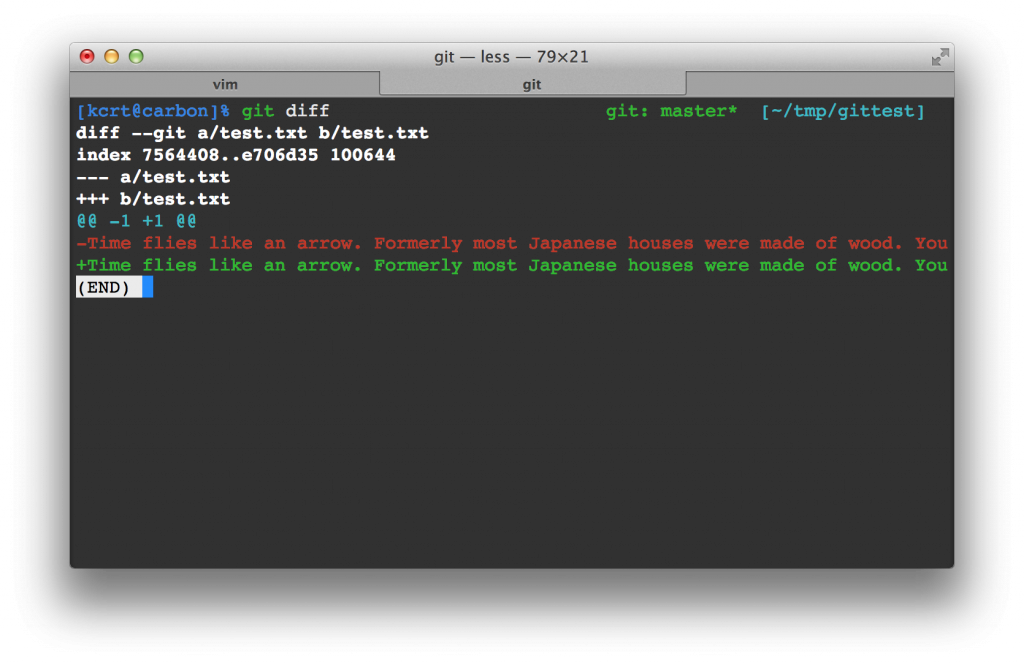 git — less — 79×21
vim
git
[kcrt@carbon]% git diff git: master* [~/tmp/gittest]
diff --git a/test.txt b/test.txt
index 7564408..e706d35 100644
--- a/test.txt
+++ b/test.txt
@@ -1 +1 @@
-Time flies like an arrow. Formerly most Japanese houses were made of wood. You
+Time flies like an arrow. Formerly most Japanese houses were made of wood. You
(END)